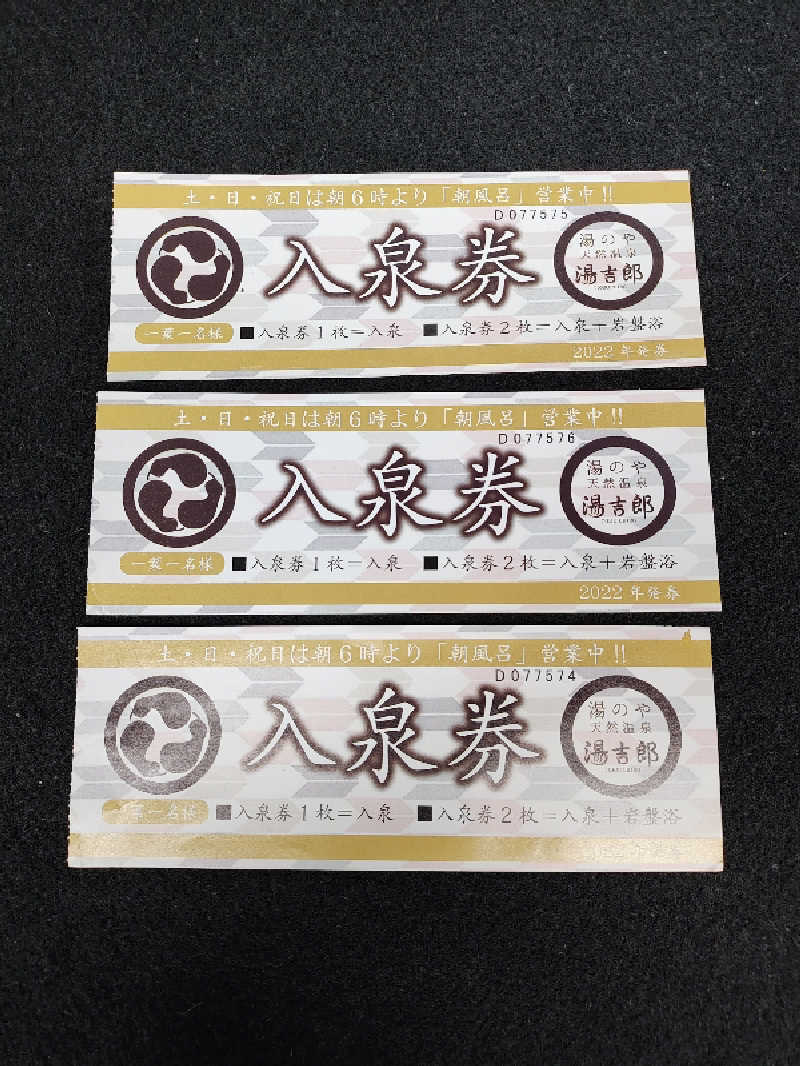 土・日・祝日は朝6時より「朝風呂」営業中!!
D077575
入泉券
湯のや
天然温泉
湯吉郎
一葉一名様 ■入泉券1枚=入泉 ■入泉券2枚=入泉+岩盤浴
2022年発券
土・日・祝日は朝6時より「朝風呂」営業中!!
D077576
入泉券
湯のや
天然温泉
湯吉郎
一葉一名様 ■入泉券1枚=入泉 ■入泉券2枚=入泉+岩盤浴
2022年発券
土・日・祝日は朝6時より「朝風呂」営業中!!
D077574
入泉券
湯のや
天然温泉
湯吉郎
一葉一名様 ■入泉券1枚=入泉 ■入泉券2枚=入泉+岩盤浴